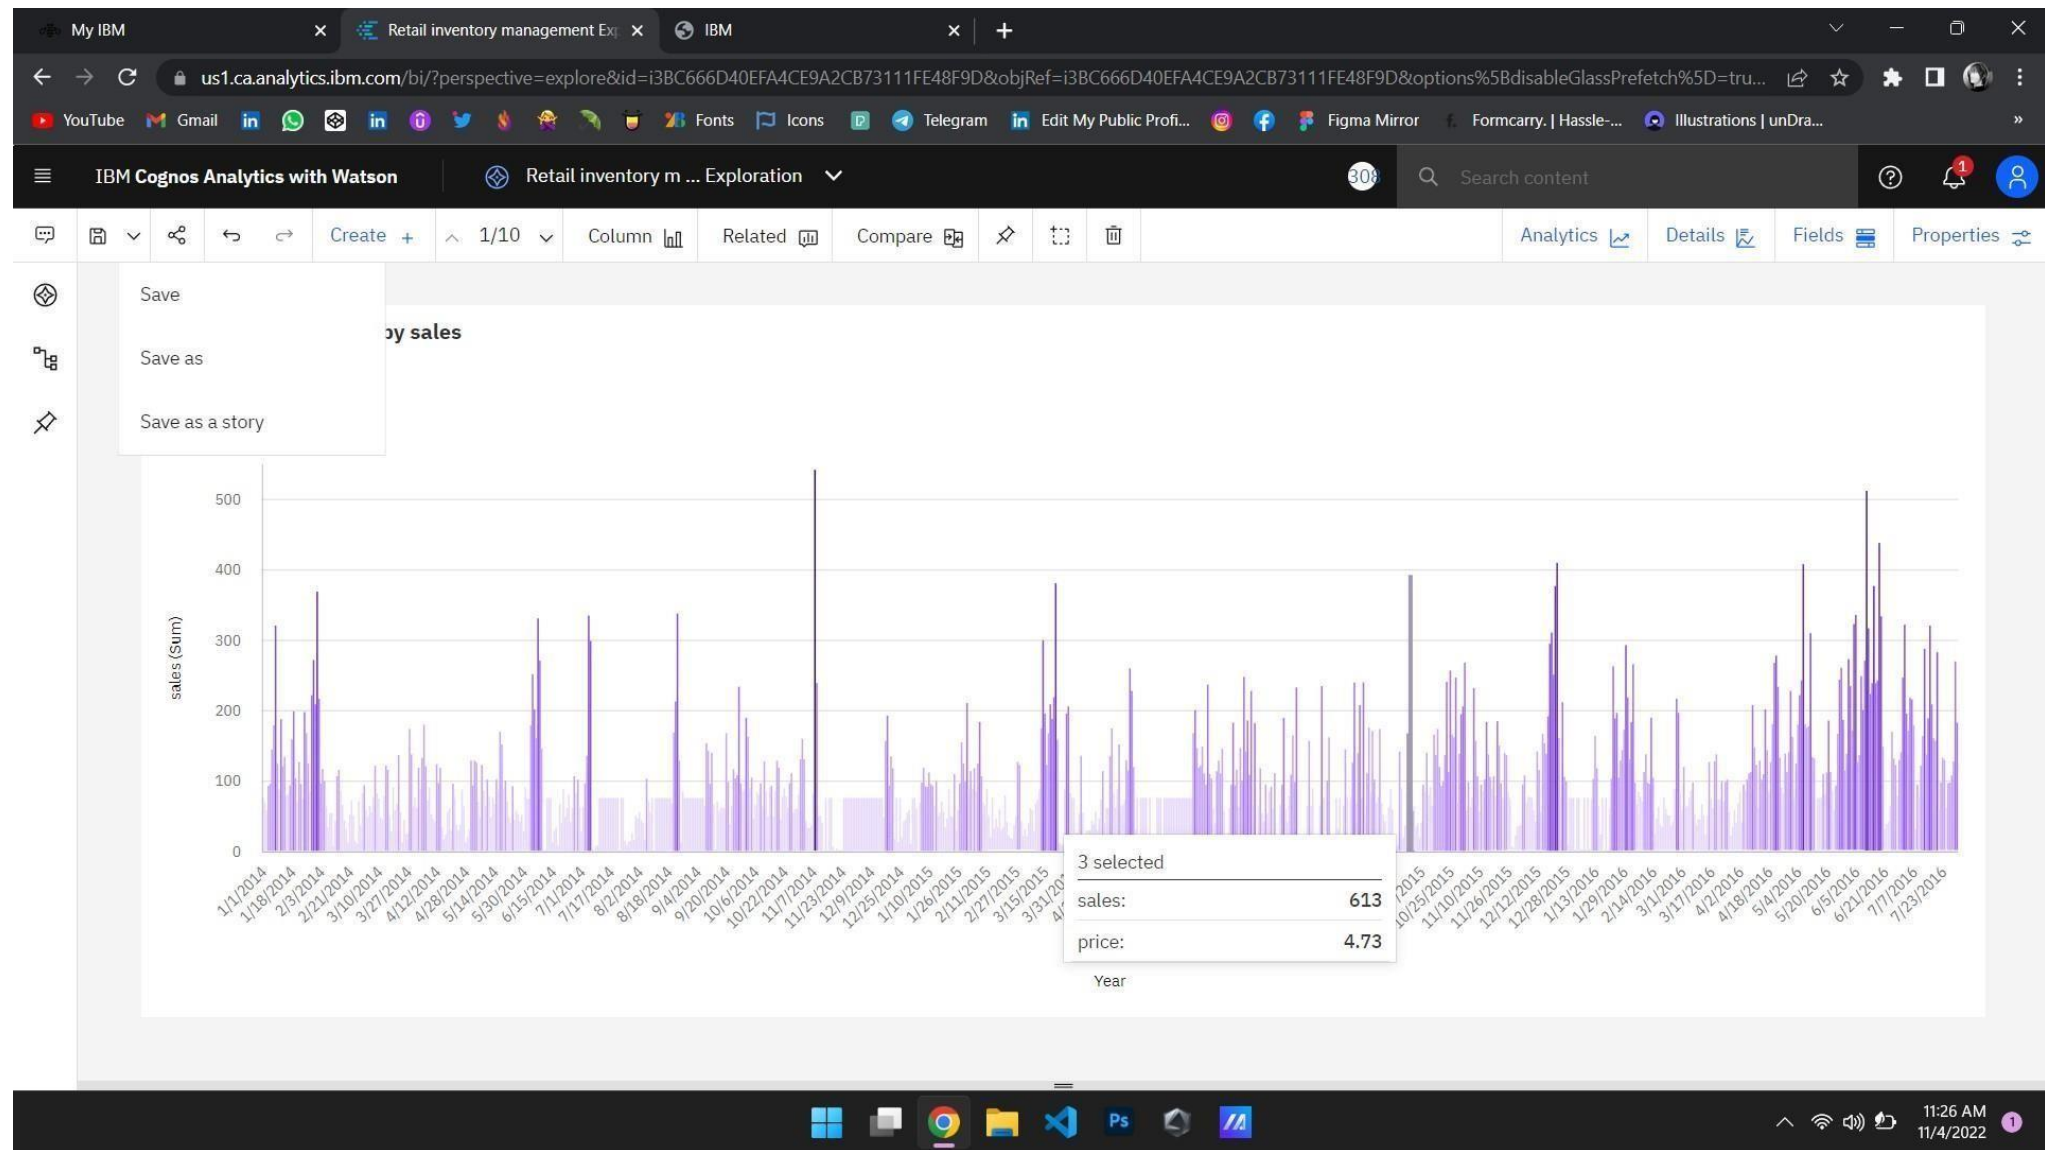 My IBM
Retail inventory management Exp
IBM
us1.ca.analytics.ibm.com/bi/?perspective=explore&id=i3BC666D40EFA4CE9A2CB73111FE48F9D&objRef=i3BC666D40EFA4CE9A2CB73111FE48F9D&options%5BdisableGlassPrefetch%5D=tru...
YouTube Gmail Fonts Icons Telegram Edit My Public Profi... Figma Mirror Formcarry. | Hassle-... Illustrations | unDra... »
IBM Cognos Analytics with Watson
Retail inventory m ... Exploration
308
Search content
1
Create + 1/10 Column Related Compare Analytics Details Fields Properties
Save
Save as
Save as a story
by sales
sales (Sum)
500
400
300
200
100
0
1/1/2014 1/18/2014 2/3/2014 2/21/2014 3/10/2014 3/27/2014 4/12/2014 4/28/2014 5/14/2014 5/30/2014 6/15/2014 7/1/2014 7/17/2014 8/2/2014 8/18/2014 9/4/2014 9/20/2014 10/6/2014 10/22/2014 11/7/2014 11/23/2014 12/9/2014 12/25/2014 1/10/2015 1/26/2015 2/11/2015 2/27/2015 3/15/2015 10/25/2015 11/10/2015 11/26/2015 12/12/2015 12/28/2015 1/13/2016 1/29/2016 2/14/2016 3/1/2016 3/17/2016 4/2/2016 4/18/2016 5/4/2016 5/20/2016 6/5/2016 6/21/2016 7/7/2016 7/23/2016
3 selected
sales: 613
price: 4.73
Year
Ps
11:26 AM
11/4/2022
1